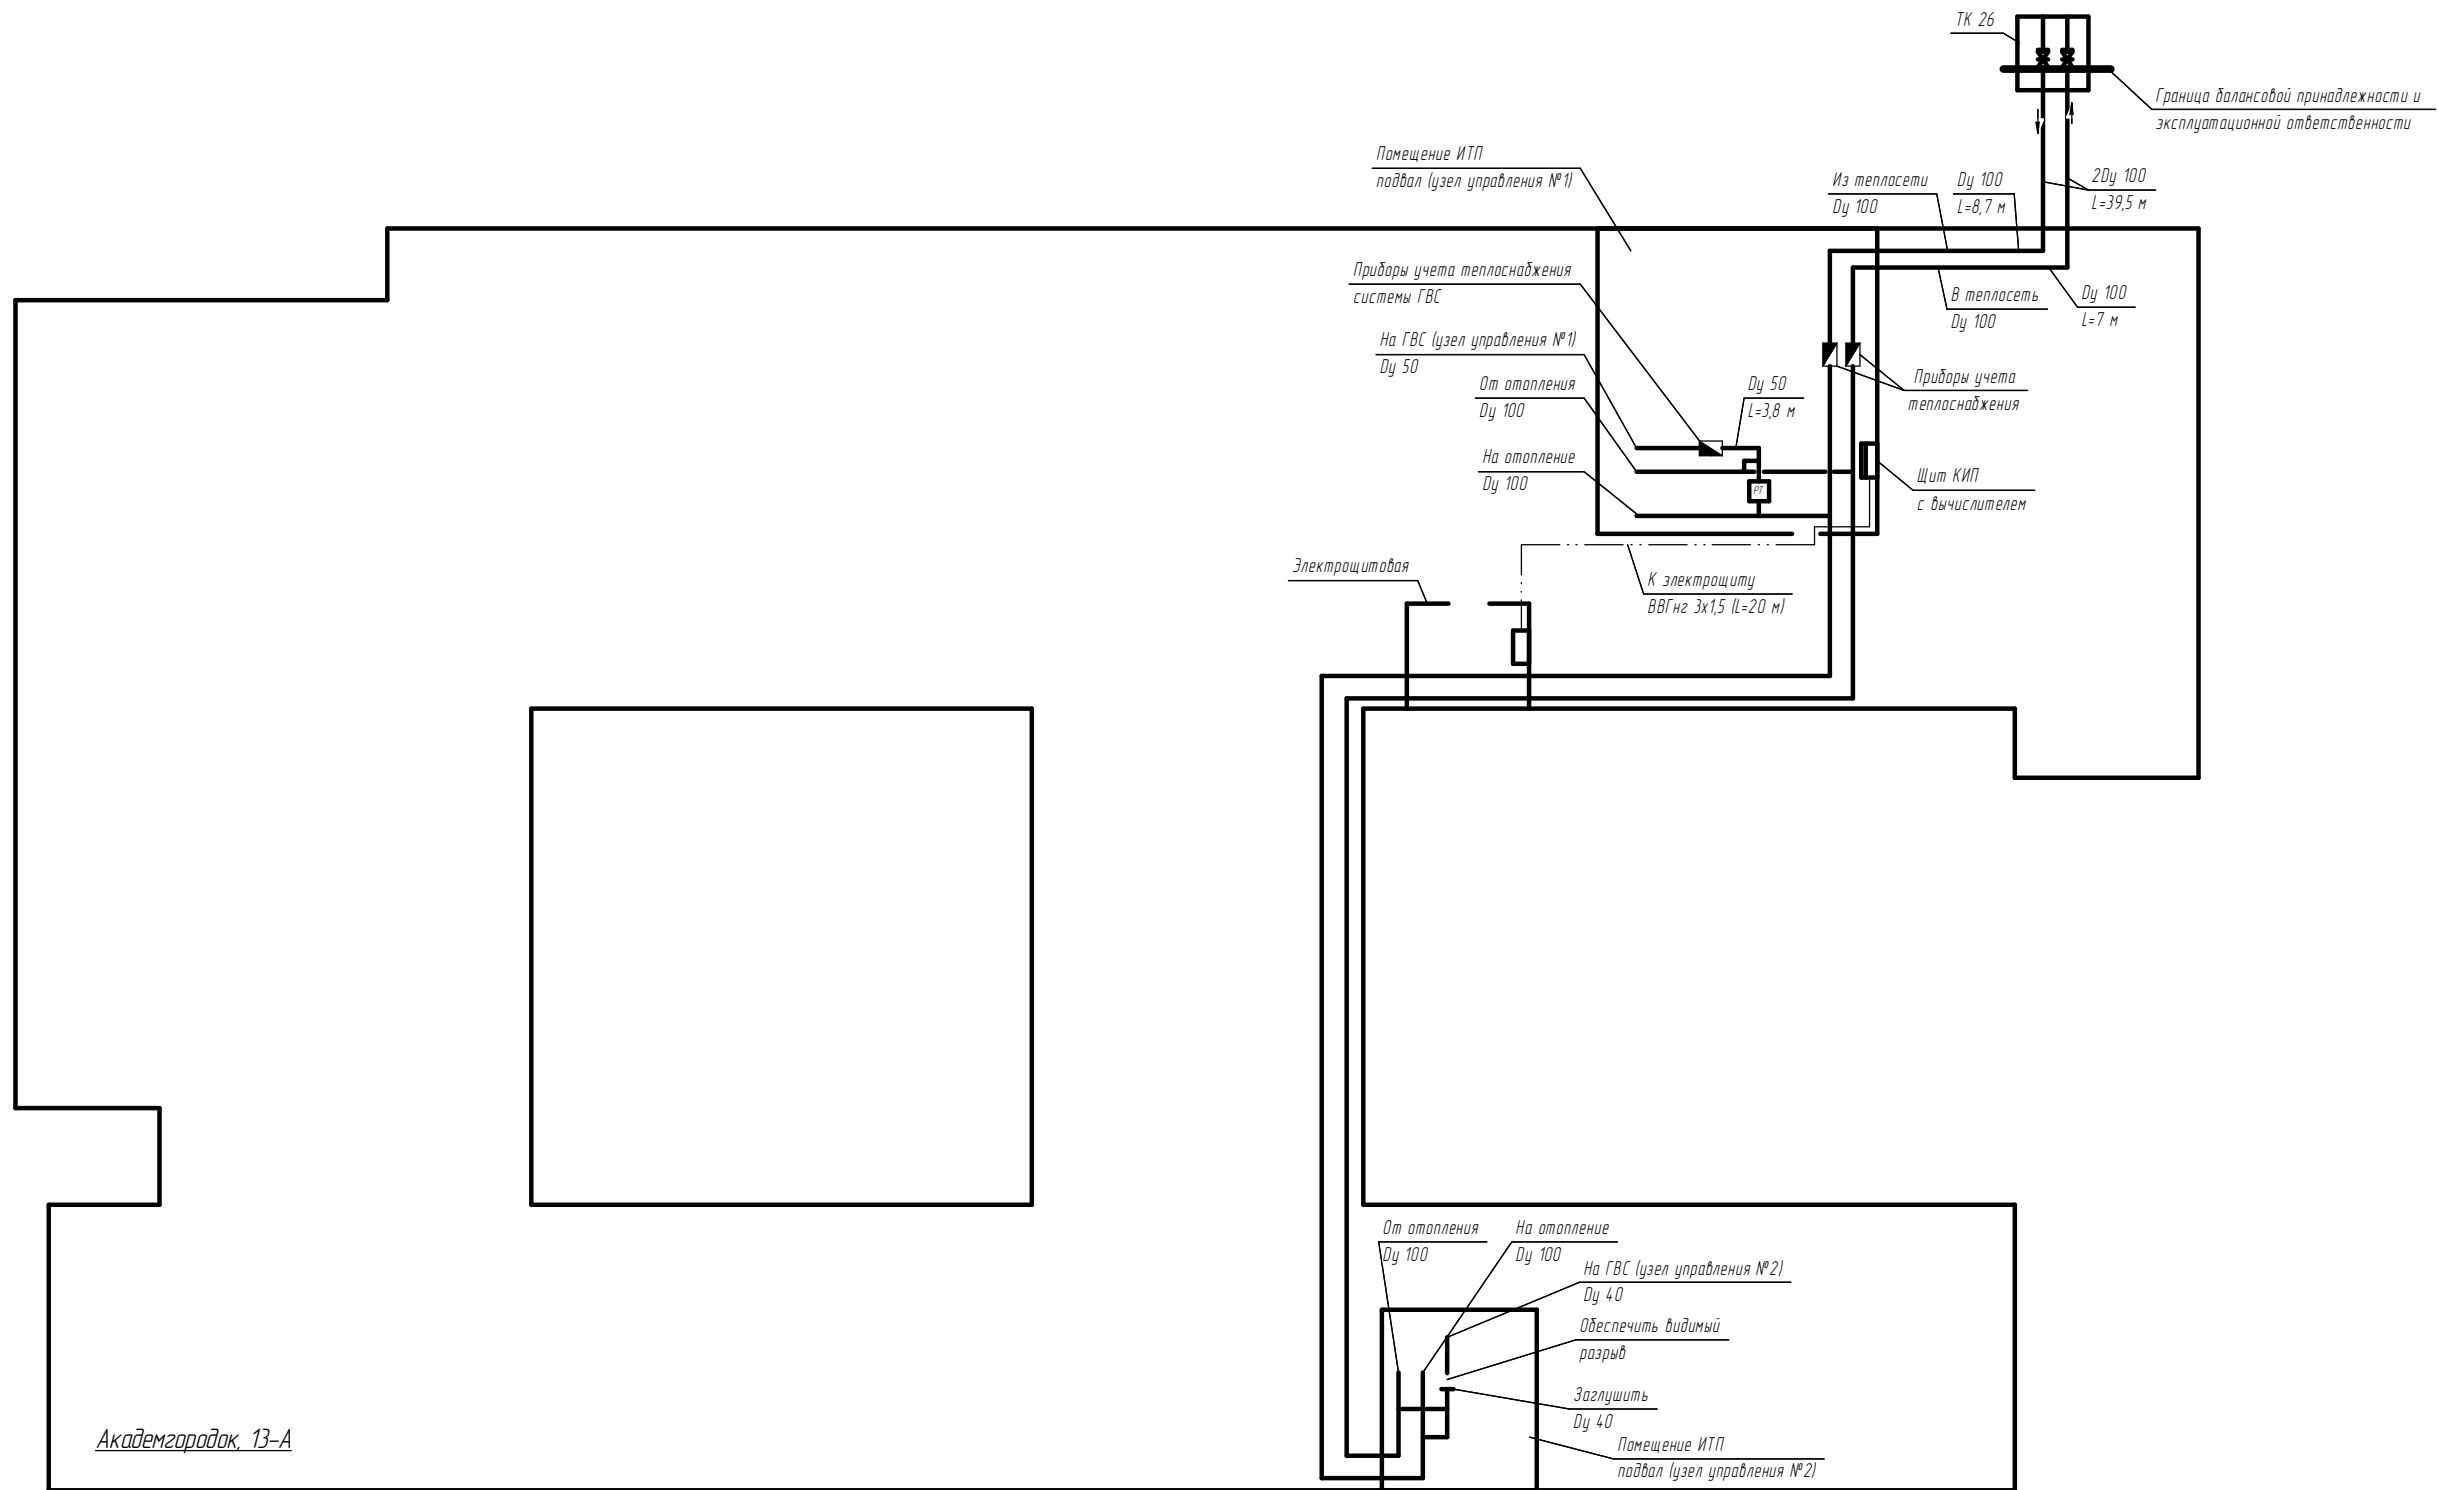 ТК 26
Граница балансовой принадлежности и
эксплуатационной ответственности
Помещение ИТП
подвал (узел управления №1)
Из теплосети
Dy 100
Dy 100
L=8,7 м
2Dy 100
L=39,5 м
Приборы учета теплоснабжения
системы ГВС
В теплосеть
Dy 100
Dy 100
L=7 м
На ГВС (узел управления №1)
Dy 50
От отопления
Dy 100
Dy 50
L=3,8 м
Приборы учета
теплоснабжения
На отопление
Dy 100
РТ
Щит КИП
с вычислителем
Электрощитовая
К электрощиту
ВВГнг 3х1,5 (L=20 м)
От отопления
Dy 100
На отопление
Dy 100
На ГВС (узел управления №2)
Dy 40
Обеспечить видимый
разрыв
Заглушить
Dy 40
Помещение ИТП
подвал (узел управления №2)
Академгородок, 13-А